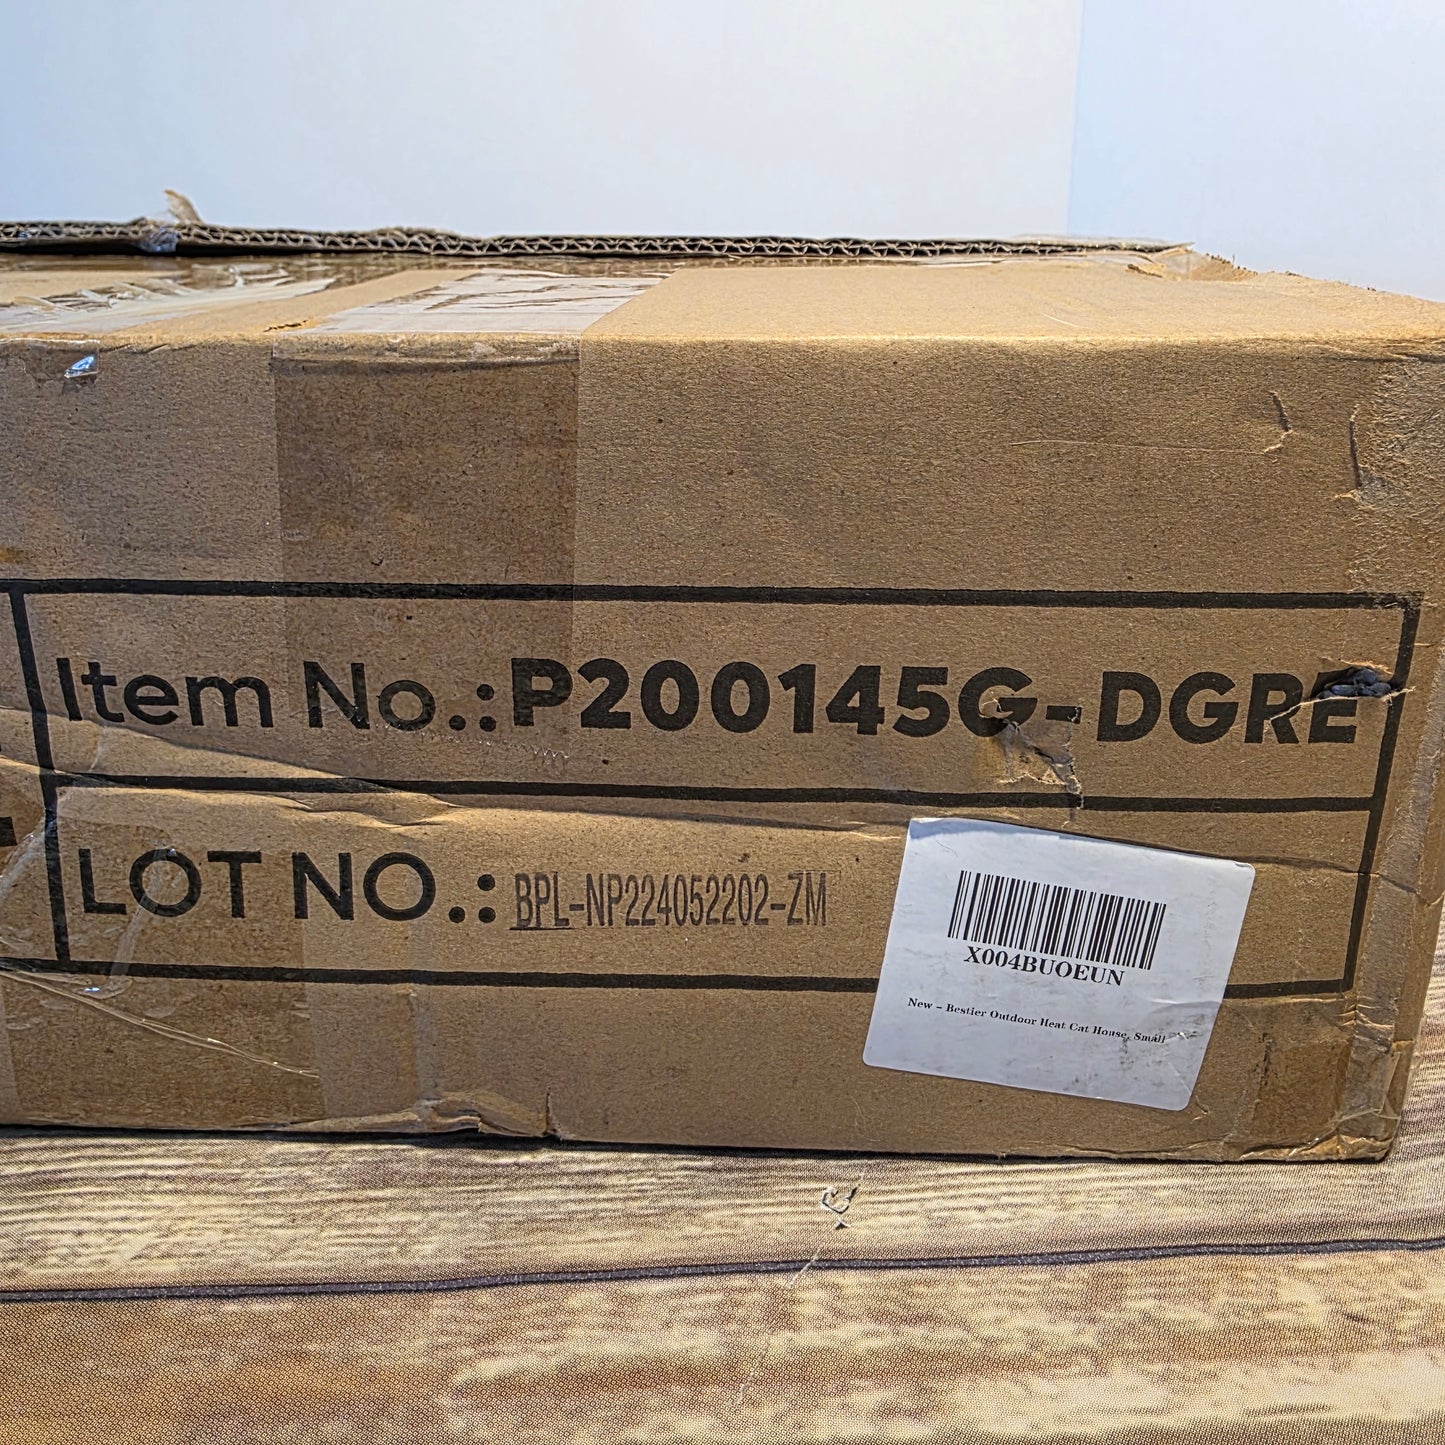 Item No.:P200145G-DGRE
LOT NO.:BPL-NP224052202-ZM
X004BUOEUN
New – Bestier Outdoor Heat Cat House, Small